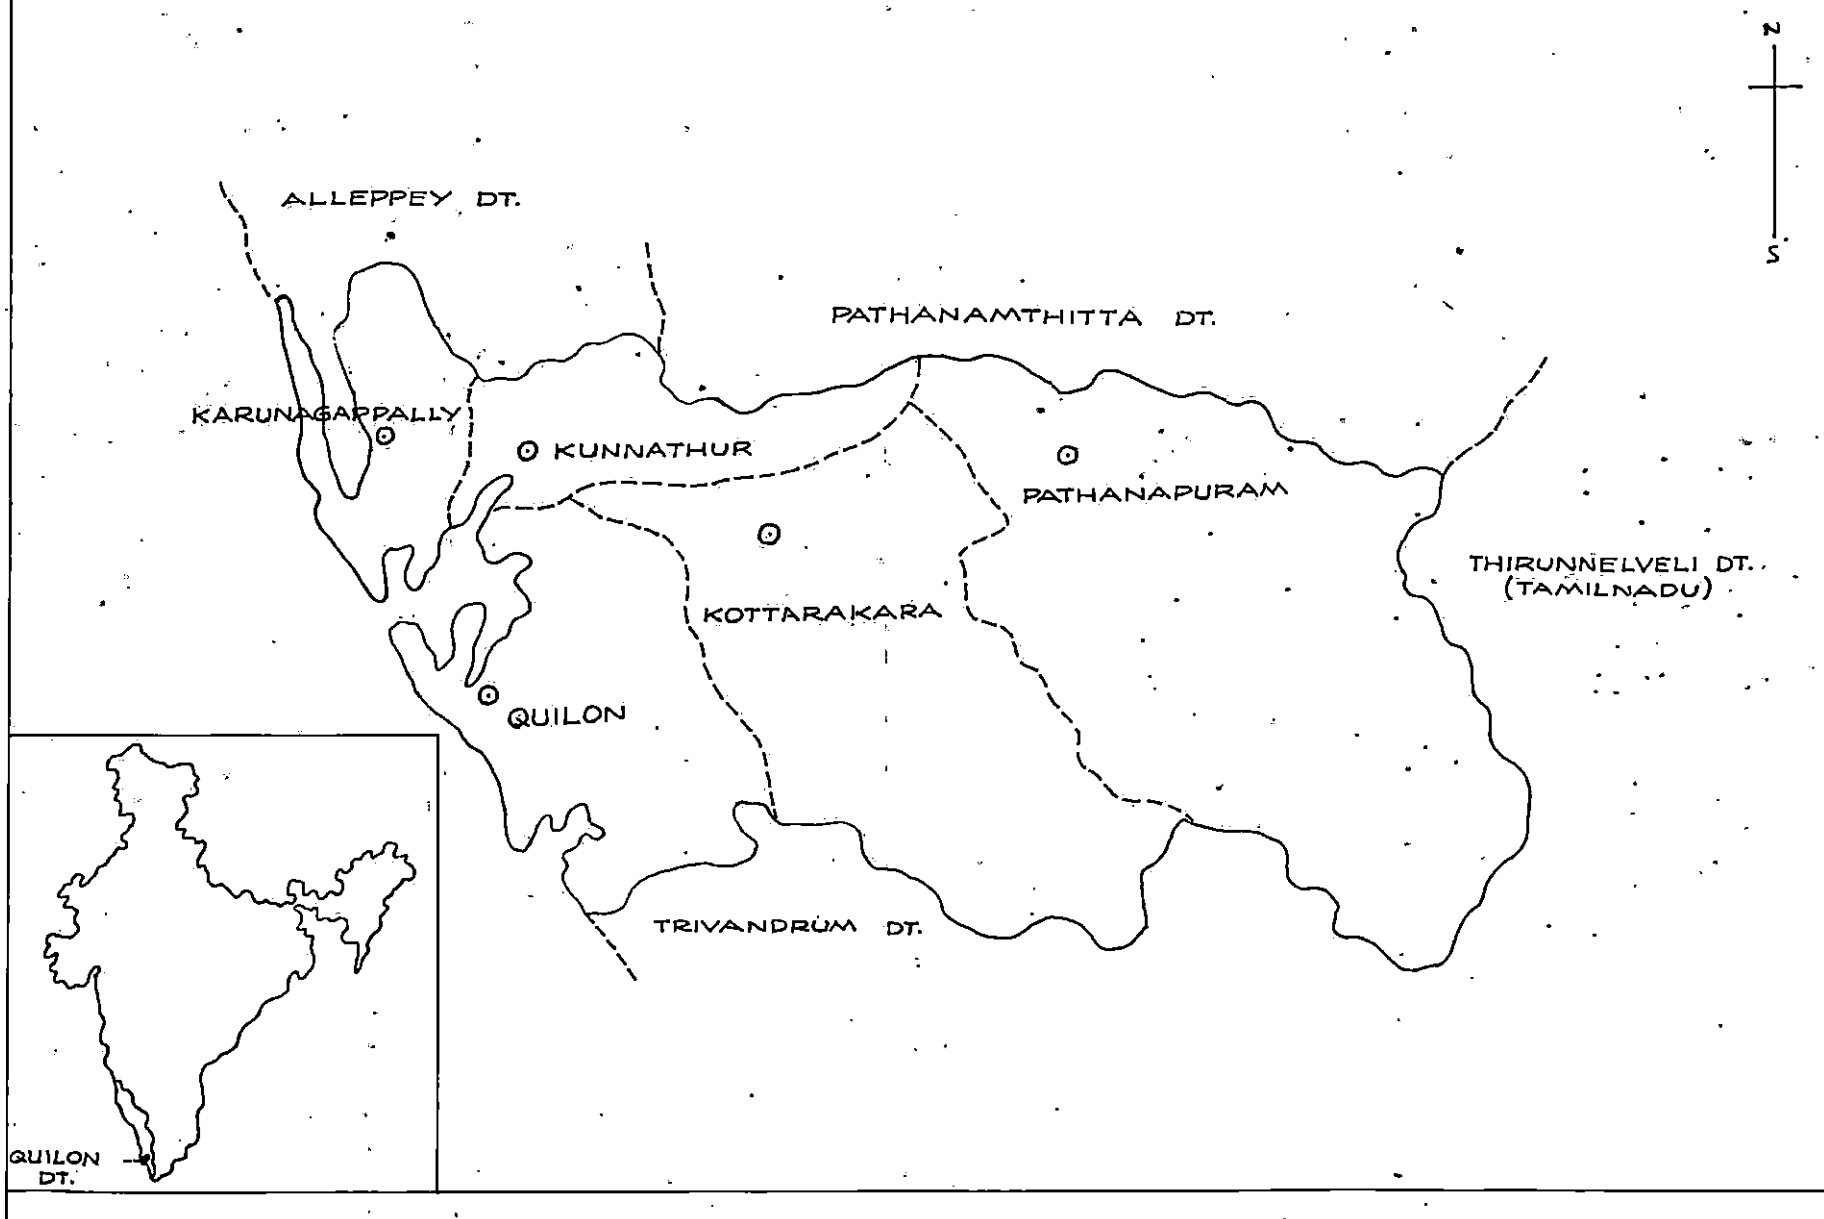 N
S
ALLEPPEY DT.
PATHANAMTHITTA DT.
KARUNAGAPPALLY
KUNNATHUR
PATHANAPURAM
THIRUNNELVELI DT.
(TAMILNADU)
KOTTARAKARA
QUILON
TRIVANDRUM DT.
QUILON
DT.